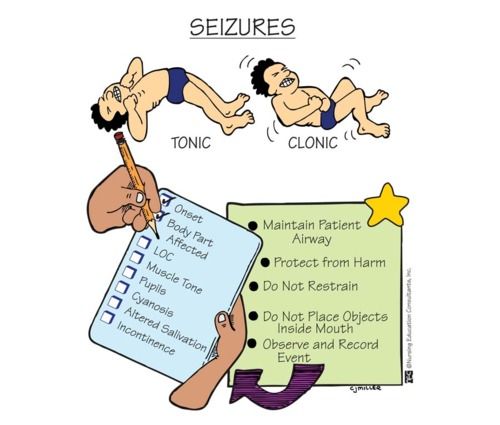 SEIZURES
TONIC
CLONIC
Onset
Body Part
Affected
LOC
Muscle Tone
Pupils
Cyanosis
Altered Salivation
Incontinence
Maintain Patient
Airway
Protect from Harm
Do Not Restrain
Do Not Place Objects
Inside Mouth
Observe and Record
Event
CJMILLER
©Nursing Education Consultants, Inc.